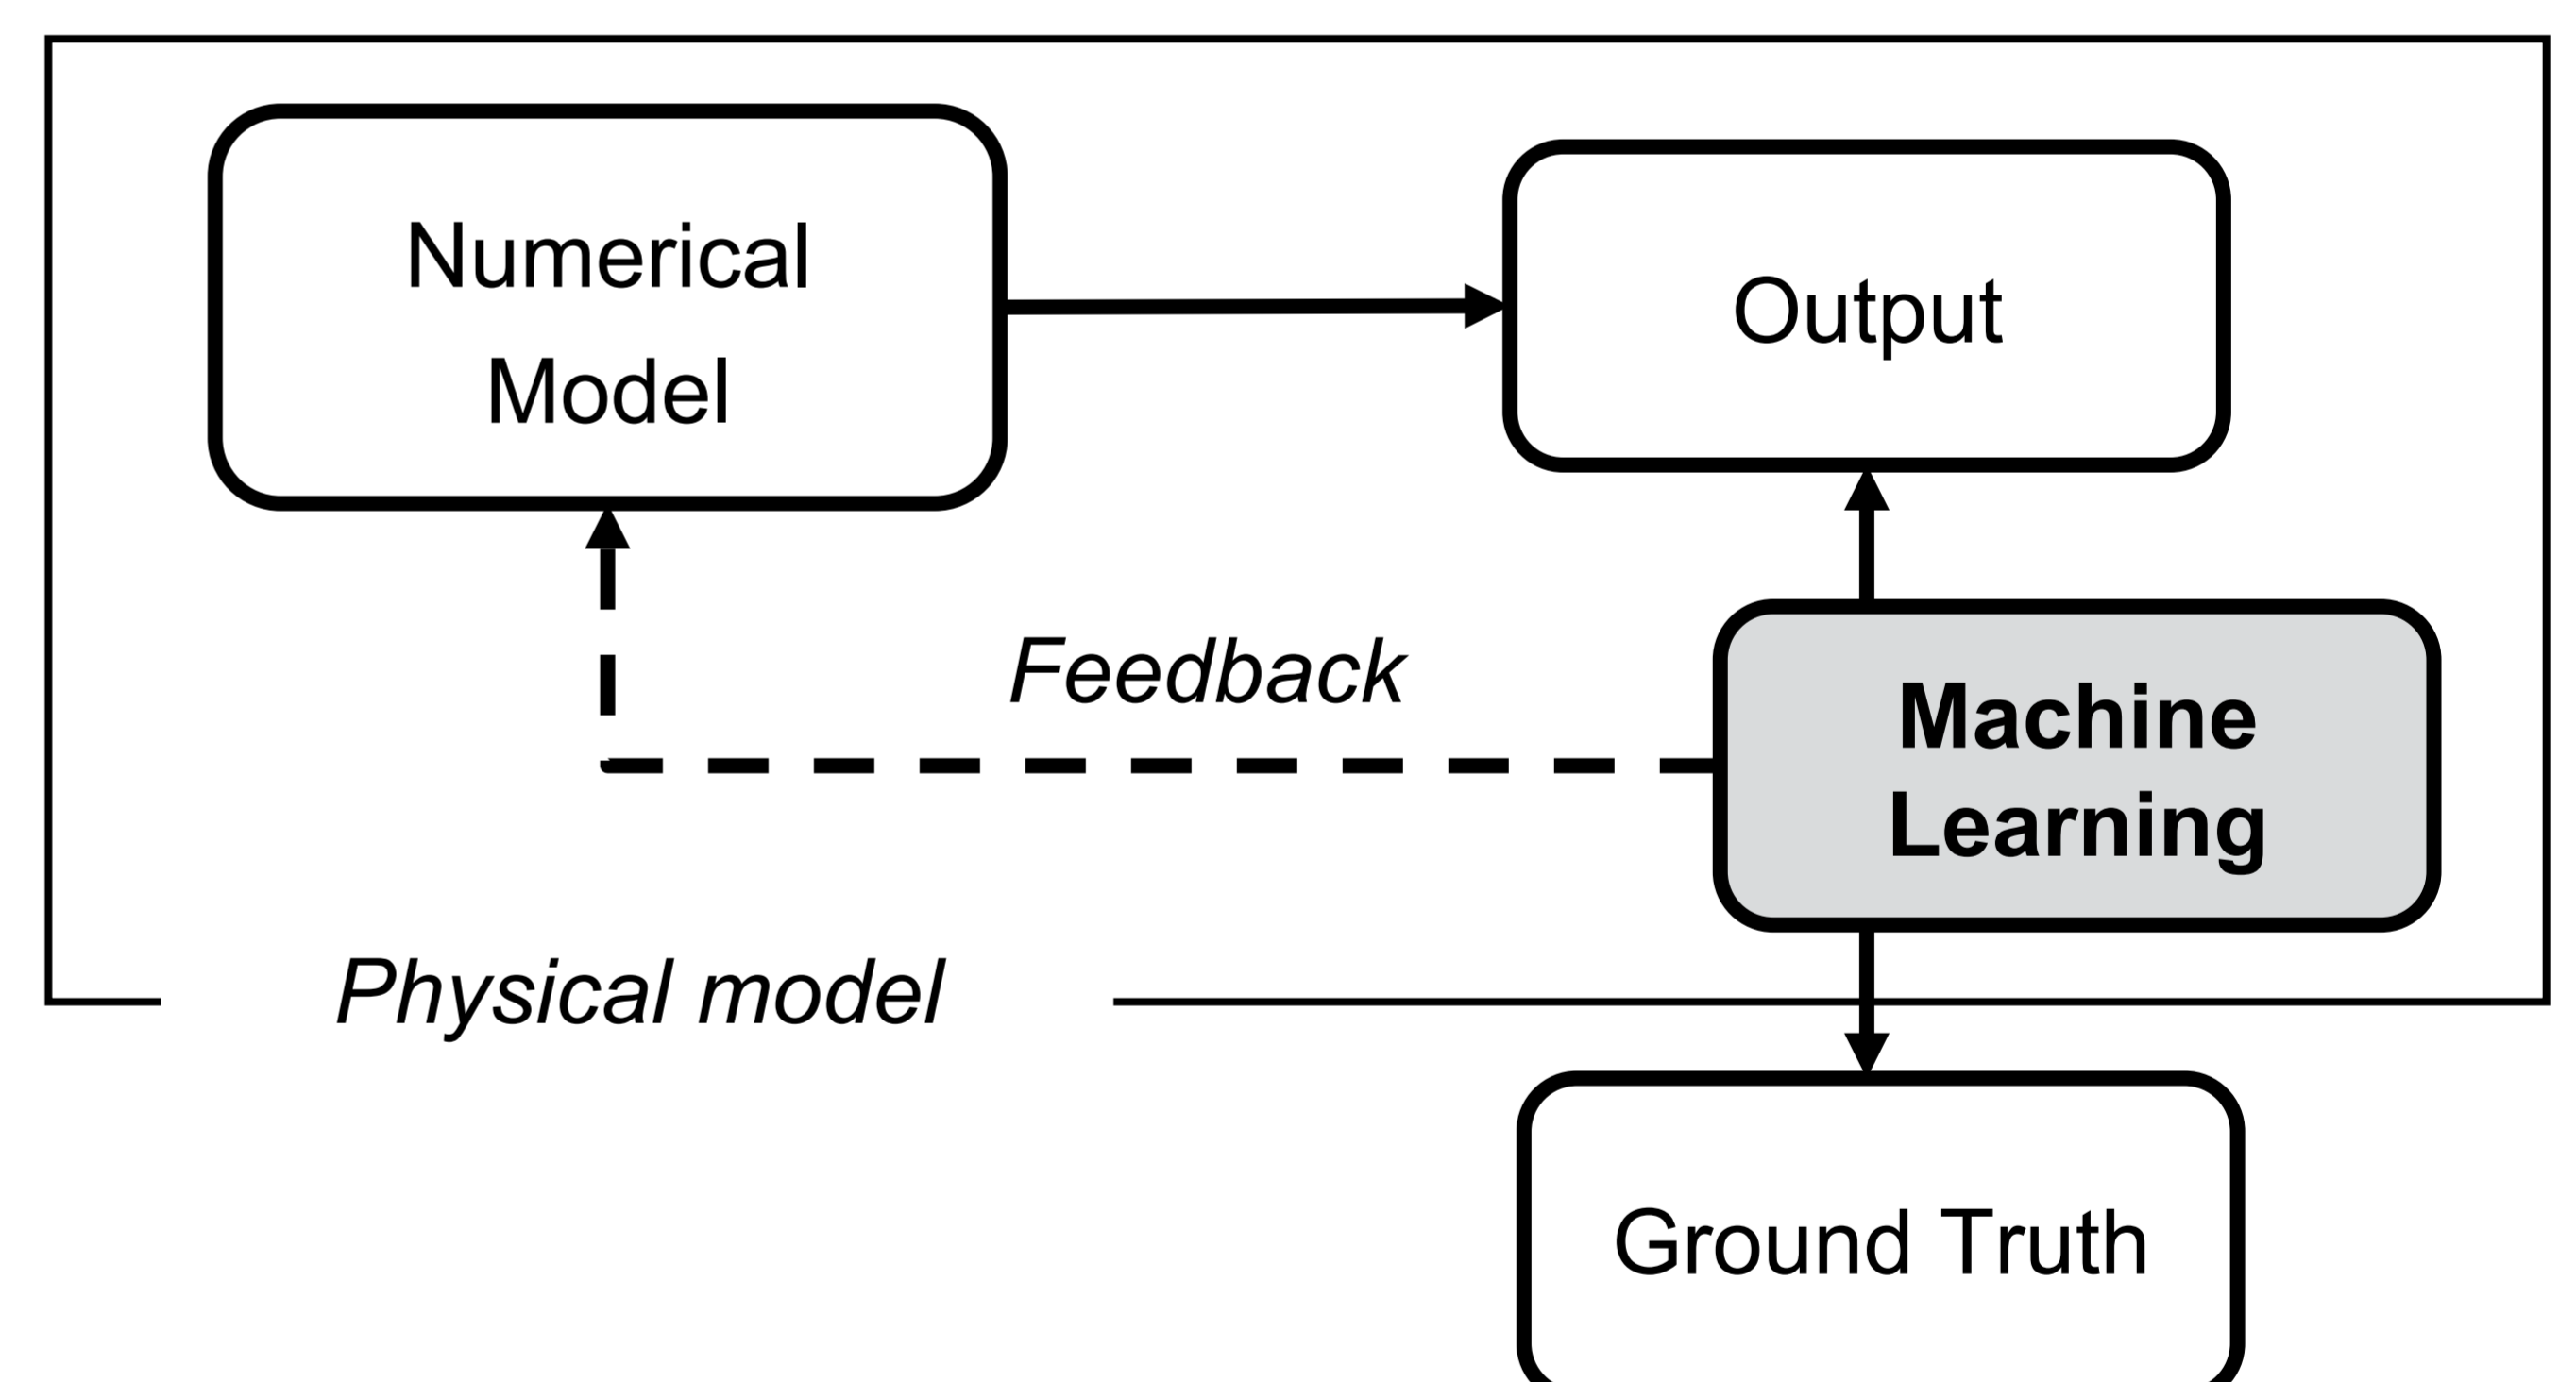 Numerical
Model
Output
Feedback
Machine
Learning
Physical model
Ground Truth